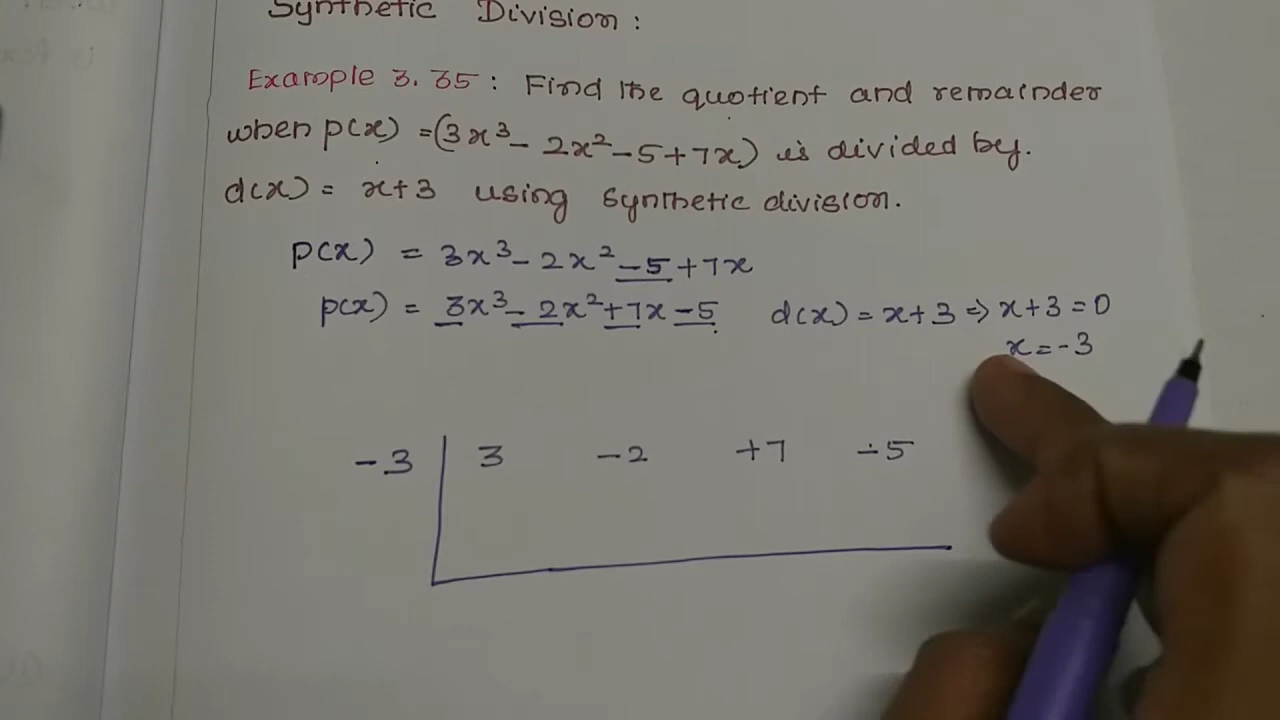 Synthetic Division:
Example 3.35: Find the quotient and remainder
when p(x) = (3x³ - 2x² - 5 + 7x) is divided by.
d(x) = x+3 using synthetic division.
p(x) = 3x³ - 2x² - 5 + 7x
p(x) = 3x³ - 2x² + 7x - 5 d(x) = x+3 ⇒ x+3 = 0
x = -3
-3 3 -2 +7 -5